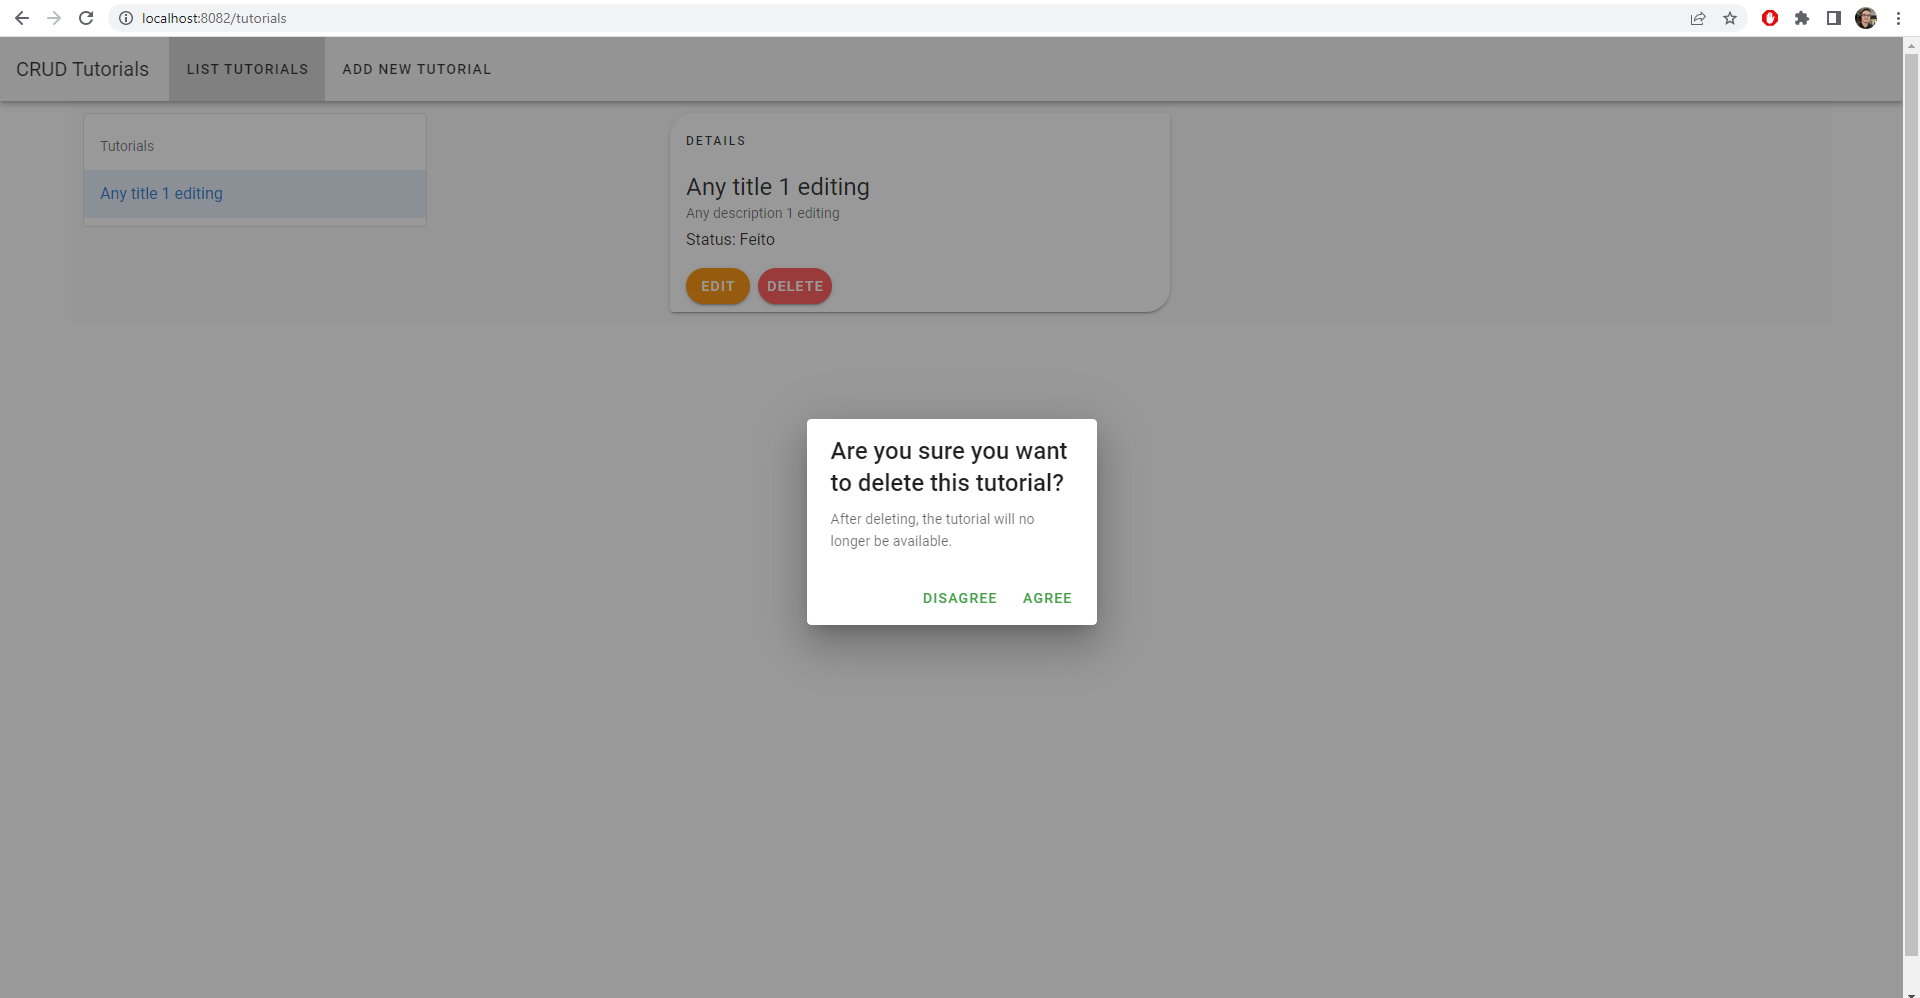 localhost:8082/tutorials
CRUD Tutorials
LIST TUTORIALS
ADD NEW TUTORIAL
Tutorials
Any title 1 editing
DETAILS
Any title 1 editing
Any description 1 editing
Status: Feito
EDIT
DELETE
Are you sure you want
to delete this tutorial?
After deleting, the tutorial will no
longer be available.
DISAGREE
AGREE